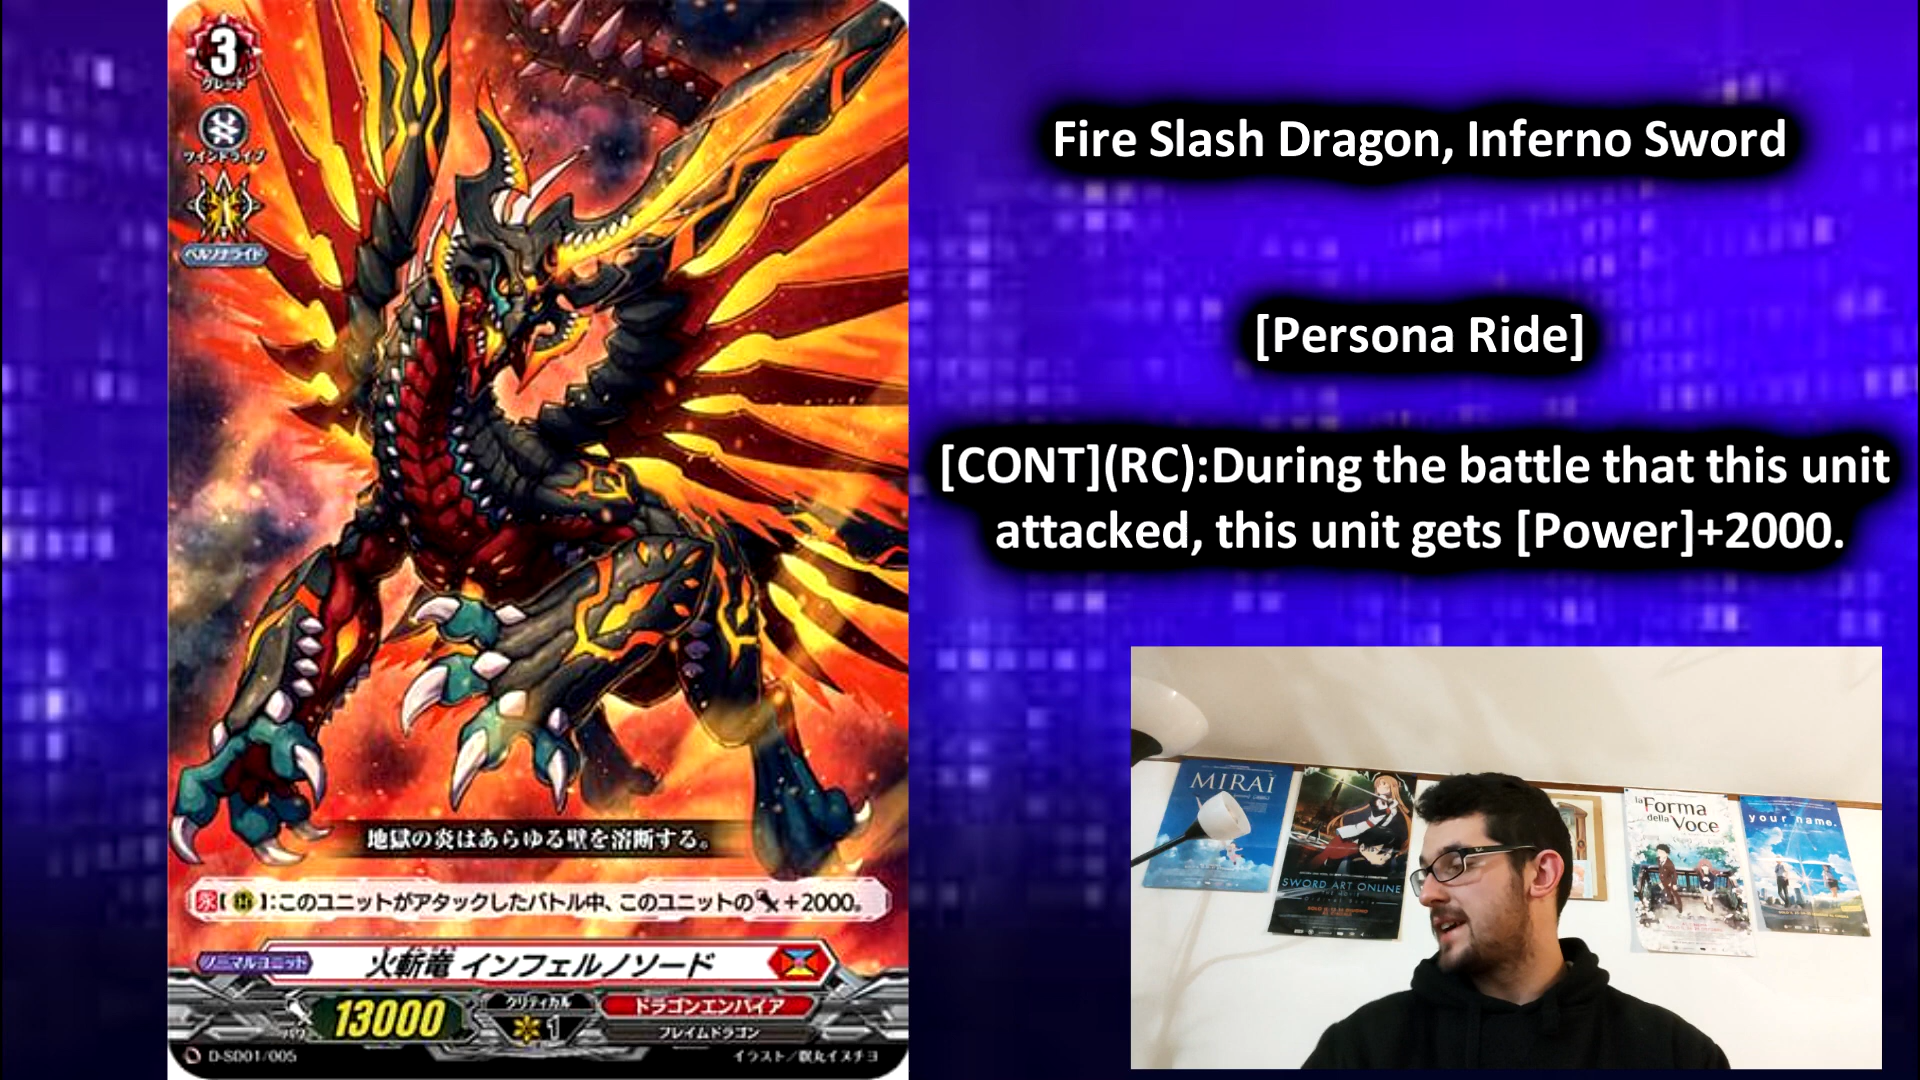 3
グレード
ツインドライブ
ペルソナライド
地獄の炎はあらゆる壁を溶断する。
永【】:このユニットがアタックしたバトル中、このユニットの+2000。
ノーマルユニット
火斬竜 インフェルノソード
パワー
13000
クリティカル
1
ドラゴンエンパイア
フレイムドラゴン
D-SD01/005
イラスト/
Fire Slash Dragon, Inferno Sword
[Persona Ride]
[CONT](RC):During the battle that this unit
attacked, this unit gets [Power]+2000.
MIRAI
SWORD ART ONLINE
la Forma
della Voce
your name.